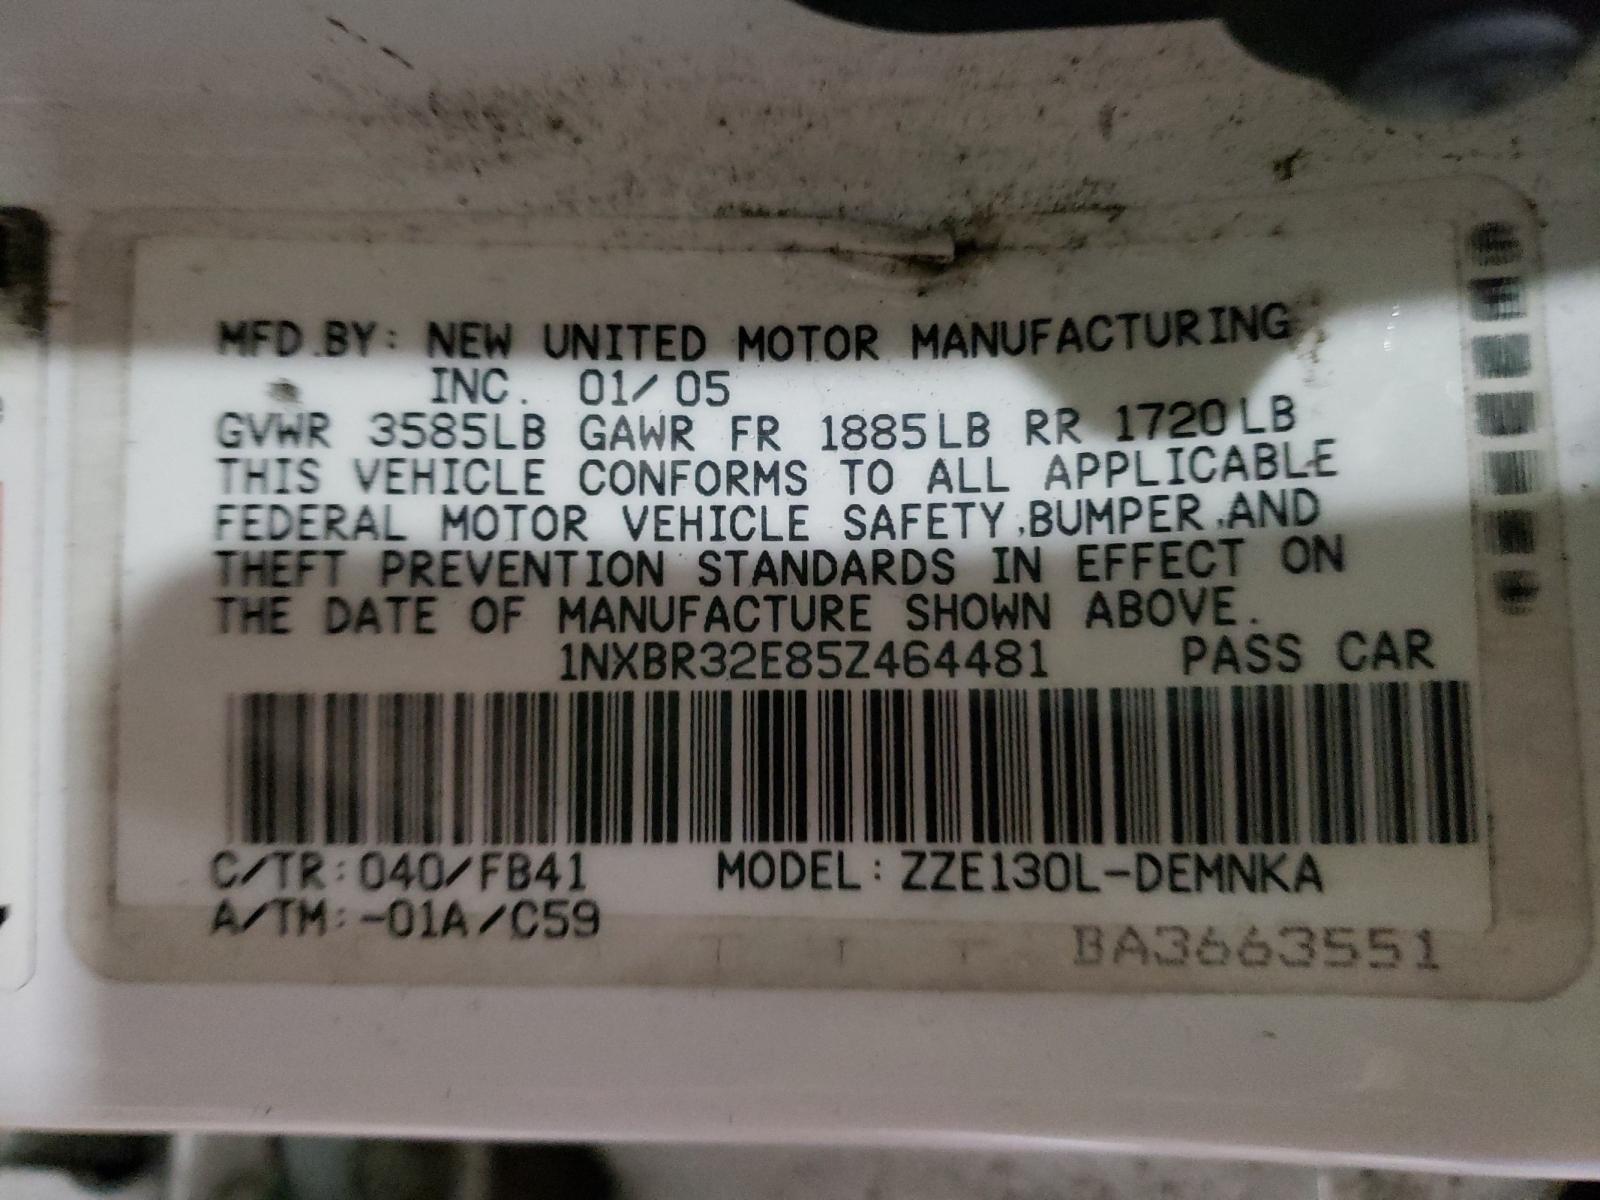 MFD.BY: NEW UNITED MOTOR MANUFACTURING
INC. 01/05
GVWR 3585LB GAWR FR 1885LB RR 1720LB
THIS VEHICLE CONFORMS TO ALL APPLICABLE
FEDERAL MOTOR VEHICLE SAFETY,BUMPER,AND
THEFT PREVENTION STANDARDS IN EFFECT ON
THE DATE OF MANUFACTURE SHOWN ABOVE.
1NXBR32E85Z464481 PASS CAR
C/TR:040/FB41 MODEL:ZZE130L-DEMNKA
A/TM:-01A/C59
BA3663551